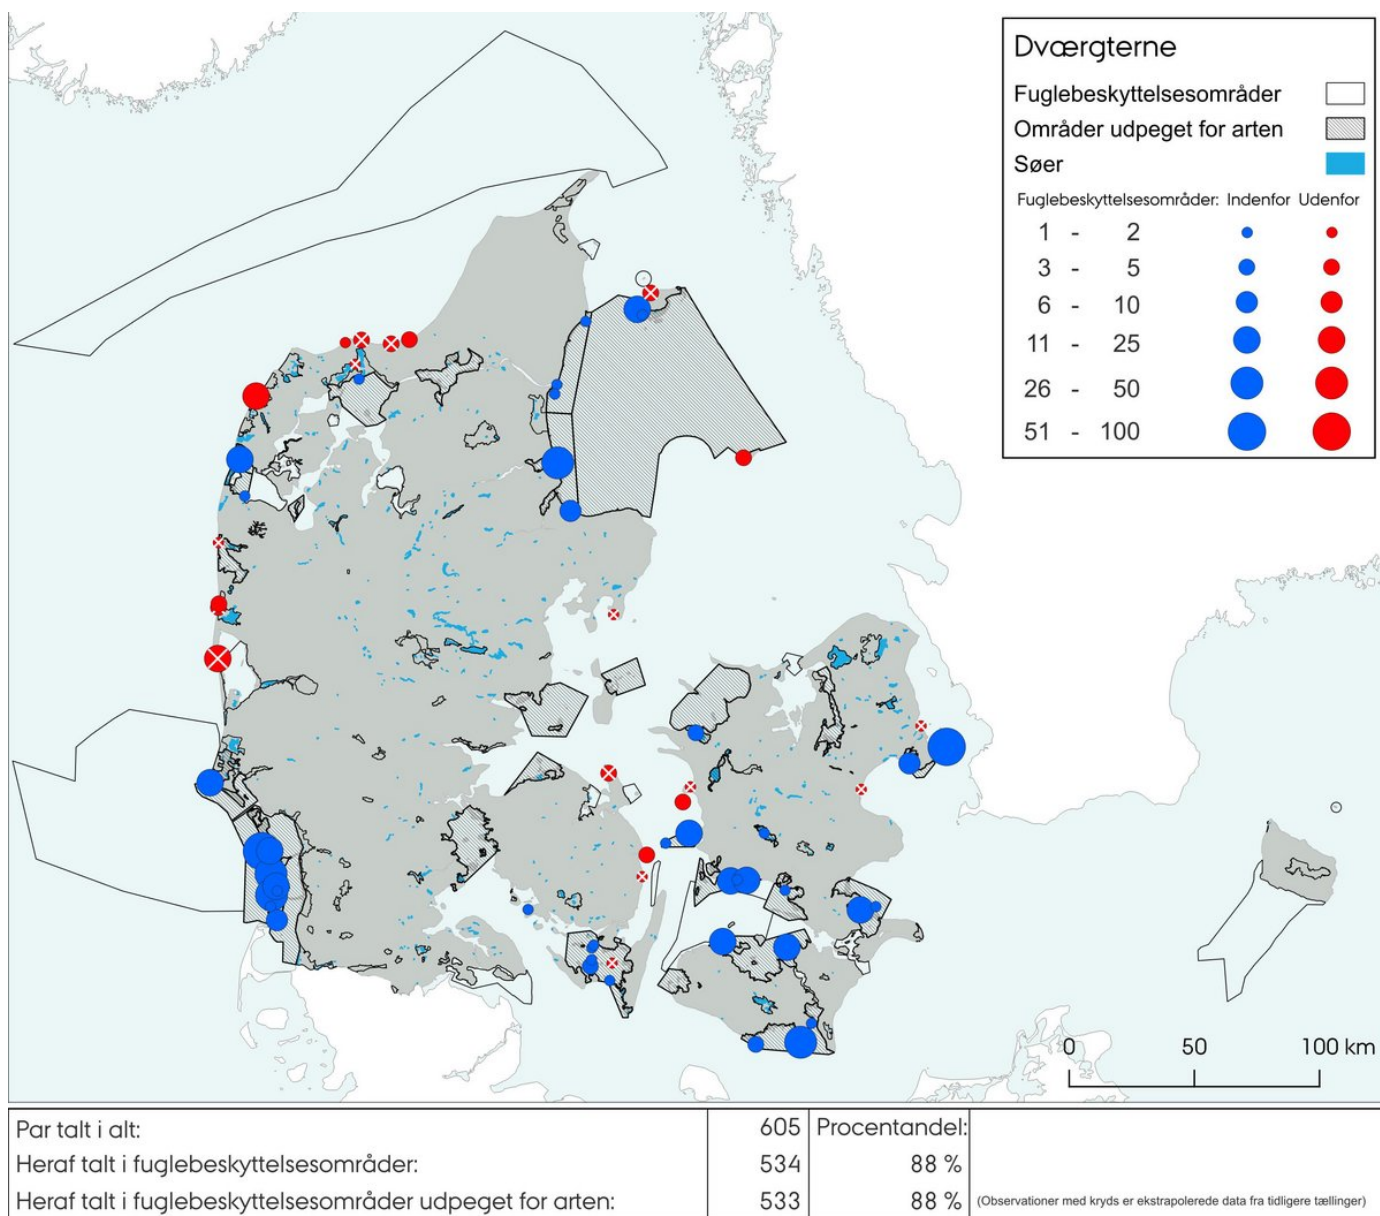 Dværgterne
Fuglebeskyttelsesområder
Områder udpeget for arten
Søer
Fuglebeskyttelsesområder: Indenfor Udenfor
1 - 2
3 - 5
6 - 10
11 - 25
26 - 50
51 - 100
0 50 100 km
Par talt i alt: 605 Procentandel:
Heraf talt i fuglebeskyttelsesområder: 534 88 %
Heraf talt i fuglebeskyttelsesområder udpeget for arten: 533 88 % (Observationer med kryds er ekstrapolerede data fra tidligere tællinger)